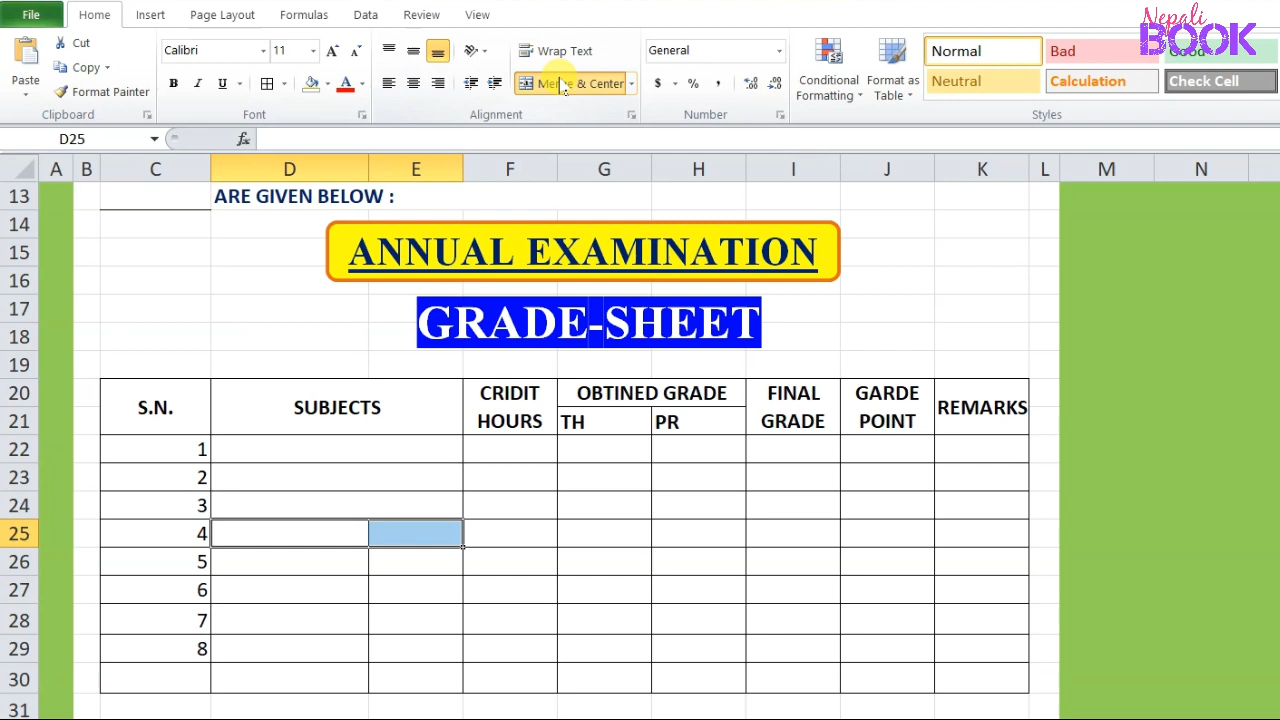 File Home Insert Page Layout Formulas Data Review View
Nepali
BOOK
Cut
Copy
Format Painter
Paste
Clipboard
Calibri 11
B I U A
Font
Wrap Text
Merge & Center
Alignment
General
$ % ,
Number
Conditional
Formatting
Format as
Table
Normal Bad Good
Neutral Calculation Check Cell
Styles
D25 fx
A B C D E F G H I J K L M N
13 ARE GIVEN BELOW :
14
15 ANNUAL EXAMINATION
16
17 GRADE-SHEET
18
19
20 S.N. SUBJECTS CRIDIT OBTINED GRADE FINAL GARDE REMARKS
21 HOURS TH PR GRADE POINT
22 1
23 2
24 3
25 4
26 5
27 6
28 7
29 8
30
31